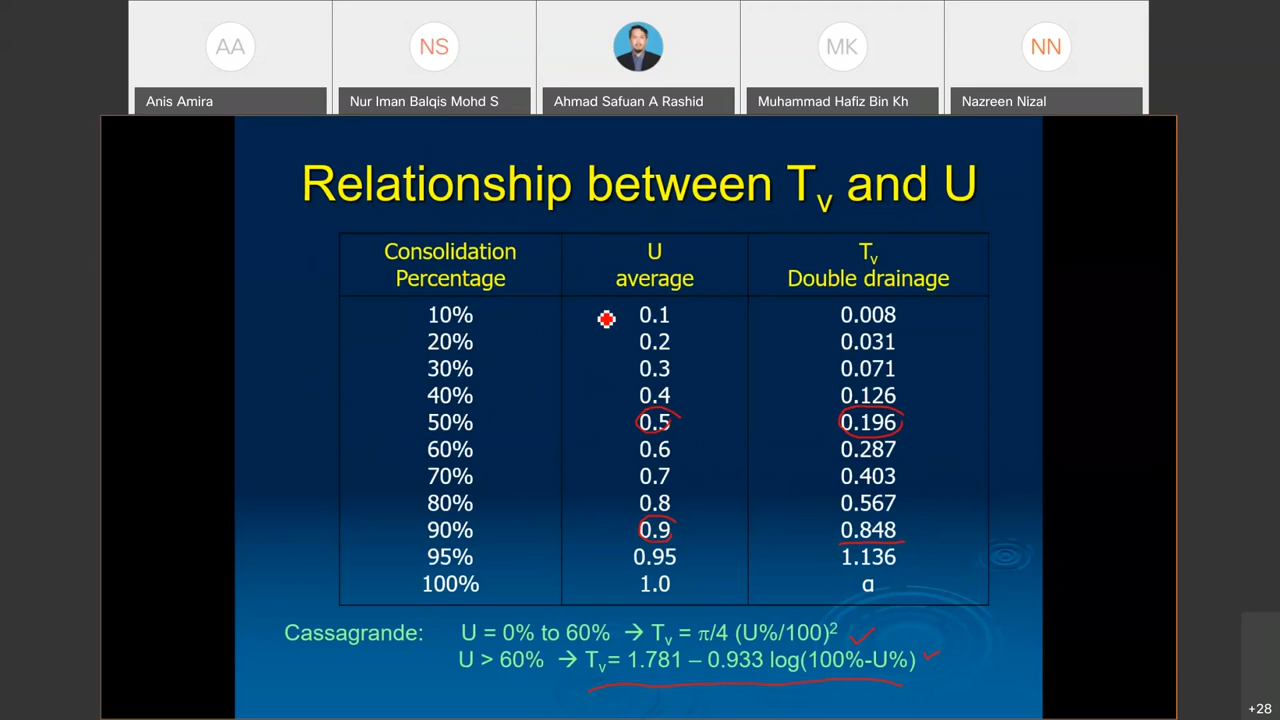 AA
NS
MK
NN
Anis Amira
Nur Iman Balqis Mohd S
Ahmad Safuan A Rashid
Muhammad Hafiz Bin Kh
Nazreen Nizal
Relationship between Tv and U
Consolidation Percentage U average Tv Double drainage
10% 0.1 0.008
20% 0.2 0.031
30% 0.3 0.071
40% 0.4 0.126
50% 0.5 0.196
60% 0.6 0.287
70% 0.7 0.403
80% 0.8 0.567
90% 0.9 0.848
95% 0.95 1.136
100% 1.0 α
Cassagrande: U = 0% to 60% → Tv = π/4 (U%/100)²
U > 60% → Tv = 1.781 – 0.933 log(100%-U%)
+28